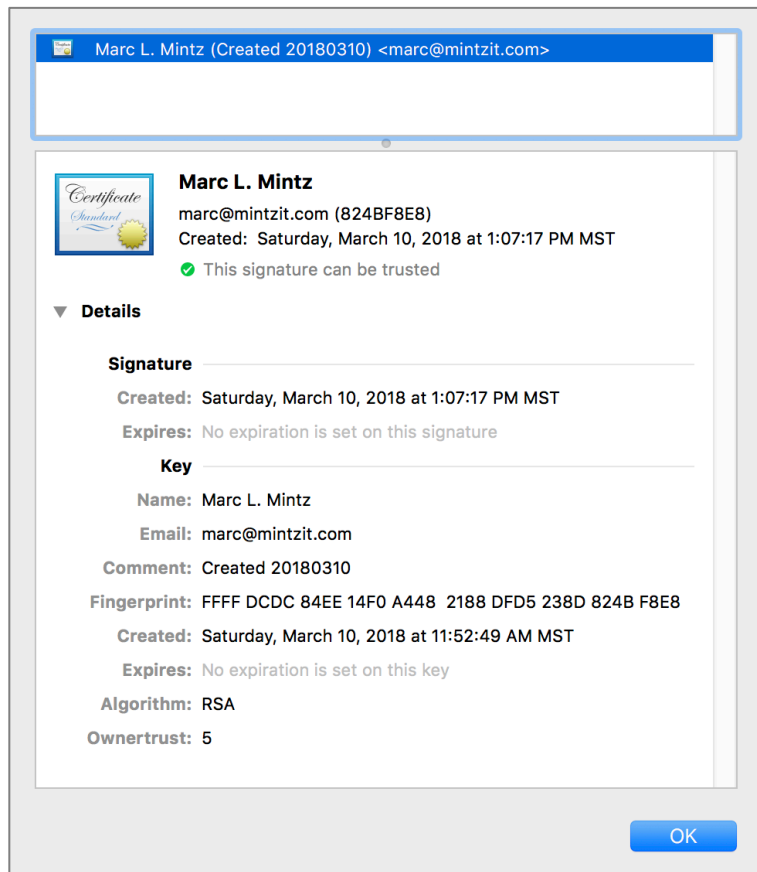 Marc L. Mintz (Created 20180310) <marc@mintzit.com>
Certificate
Standard
Marc L. Mintz
marc@mintzit.com (824BF8E8)
Created: Saturday, March 10, 2018 at 1:07:17 PM MST
This signature can be trusted
Details
Signature
Created: Saturday, March 10, 2018 at 1:07:17 PM MST
Expires: No expiration is set on this signature
Key
Name: Marc L. Mintz
Email: marc@mintzit.com
Comment: Created 20180310
Fingerprint: FFFF DCDC 84EE 14F0 A448  2188 DFD5 238D 824B F8E8
Created: Saturday, March 10, 2018 at 11:52:49 AM MST
Expires: No expiration is set on this key
Algorithm: RSA
Ownertrust: 5
OK